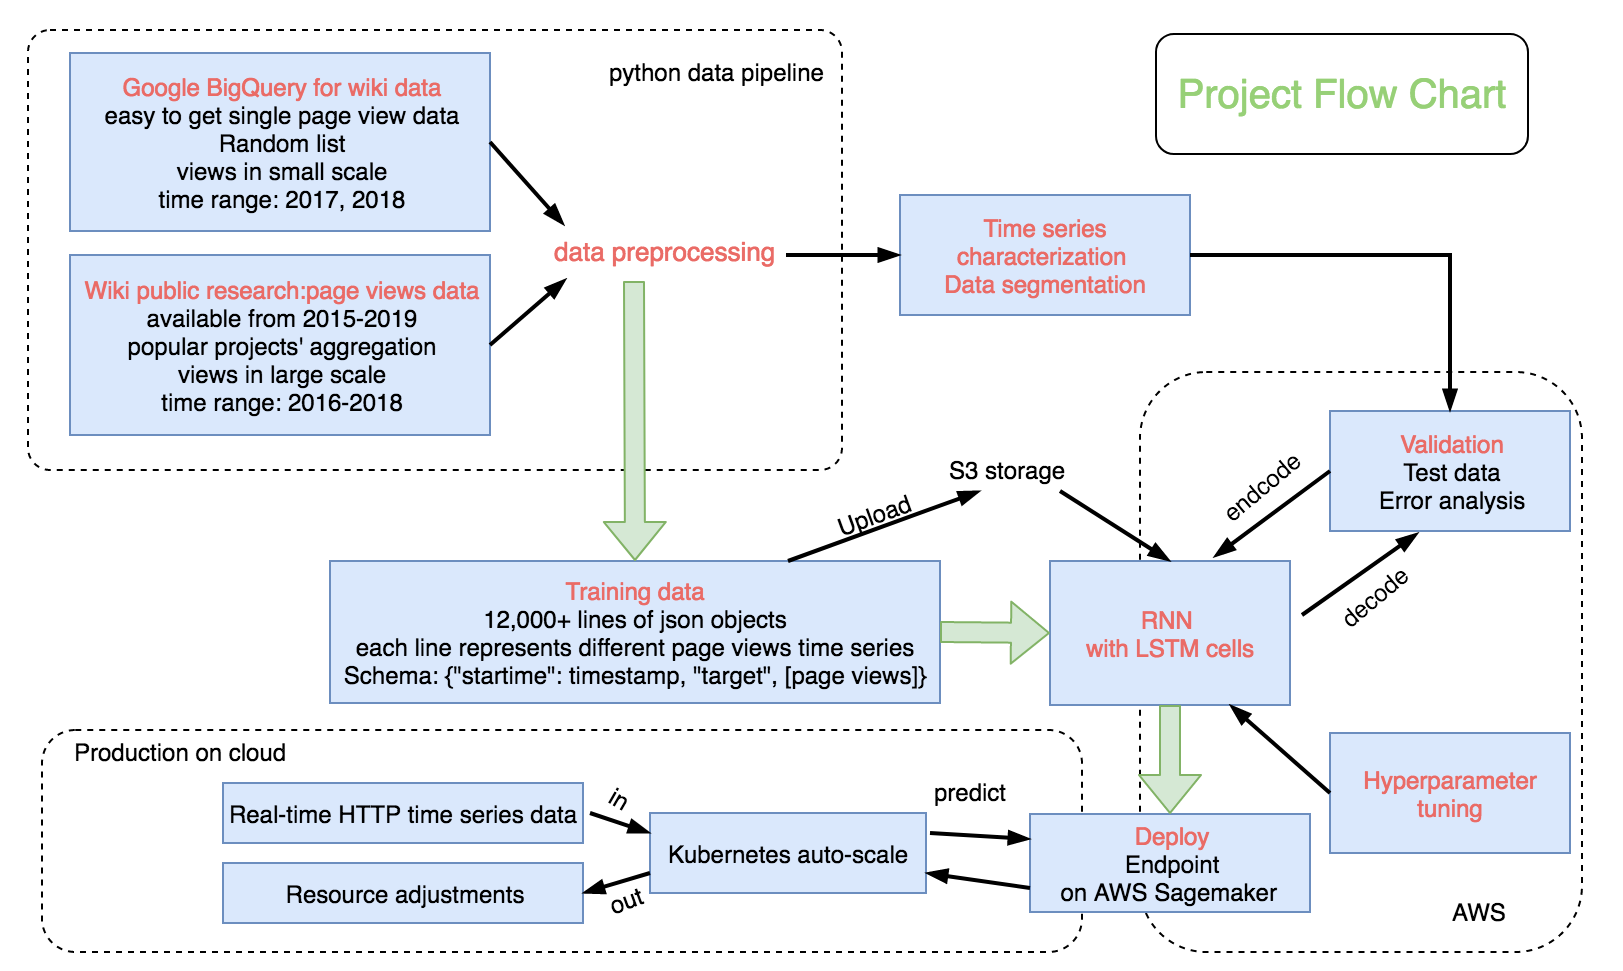 python data pipeline
Project Flow Chart
Google BigQuery for wiki data
easy to get single page view data
Random list
views in small scale
time range: 2017, 2018
data preprocessing
Time series
characterization
Data segmentation
Wiki public research:page views data
available from 2015-2019
popular projects' aggregation
views in large scale
time range: 2016-2018
S3 storage
Upload
endcode
Validation
Test data
Error analysis
decode
Training data
12,000+ lines of json objects
each line represents different page views time series
Schema: {"startime": timestamp, "target", [page views]}
RNN
with LSTM cells
Hyperparameter
tuning
Production on cloud
Real-time HTTP time series data
in
Kubernetes auto-scale
predict
Resource adjustments
out
Deploy
Endpoint
on AWS Sagemaker
AWS